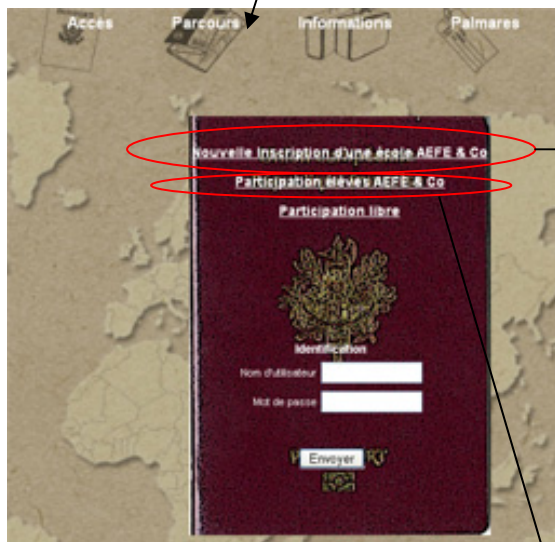 Accès Parcours Informations Palmares
Nouvelle Inscription d'une école AEFE & Co
Participation élèves AEFE & Co
Participation libre
Identification
Nom d'utilisateur
Mot de passe
Envoyer